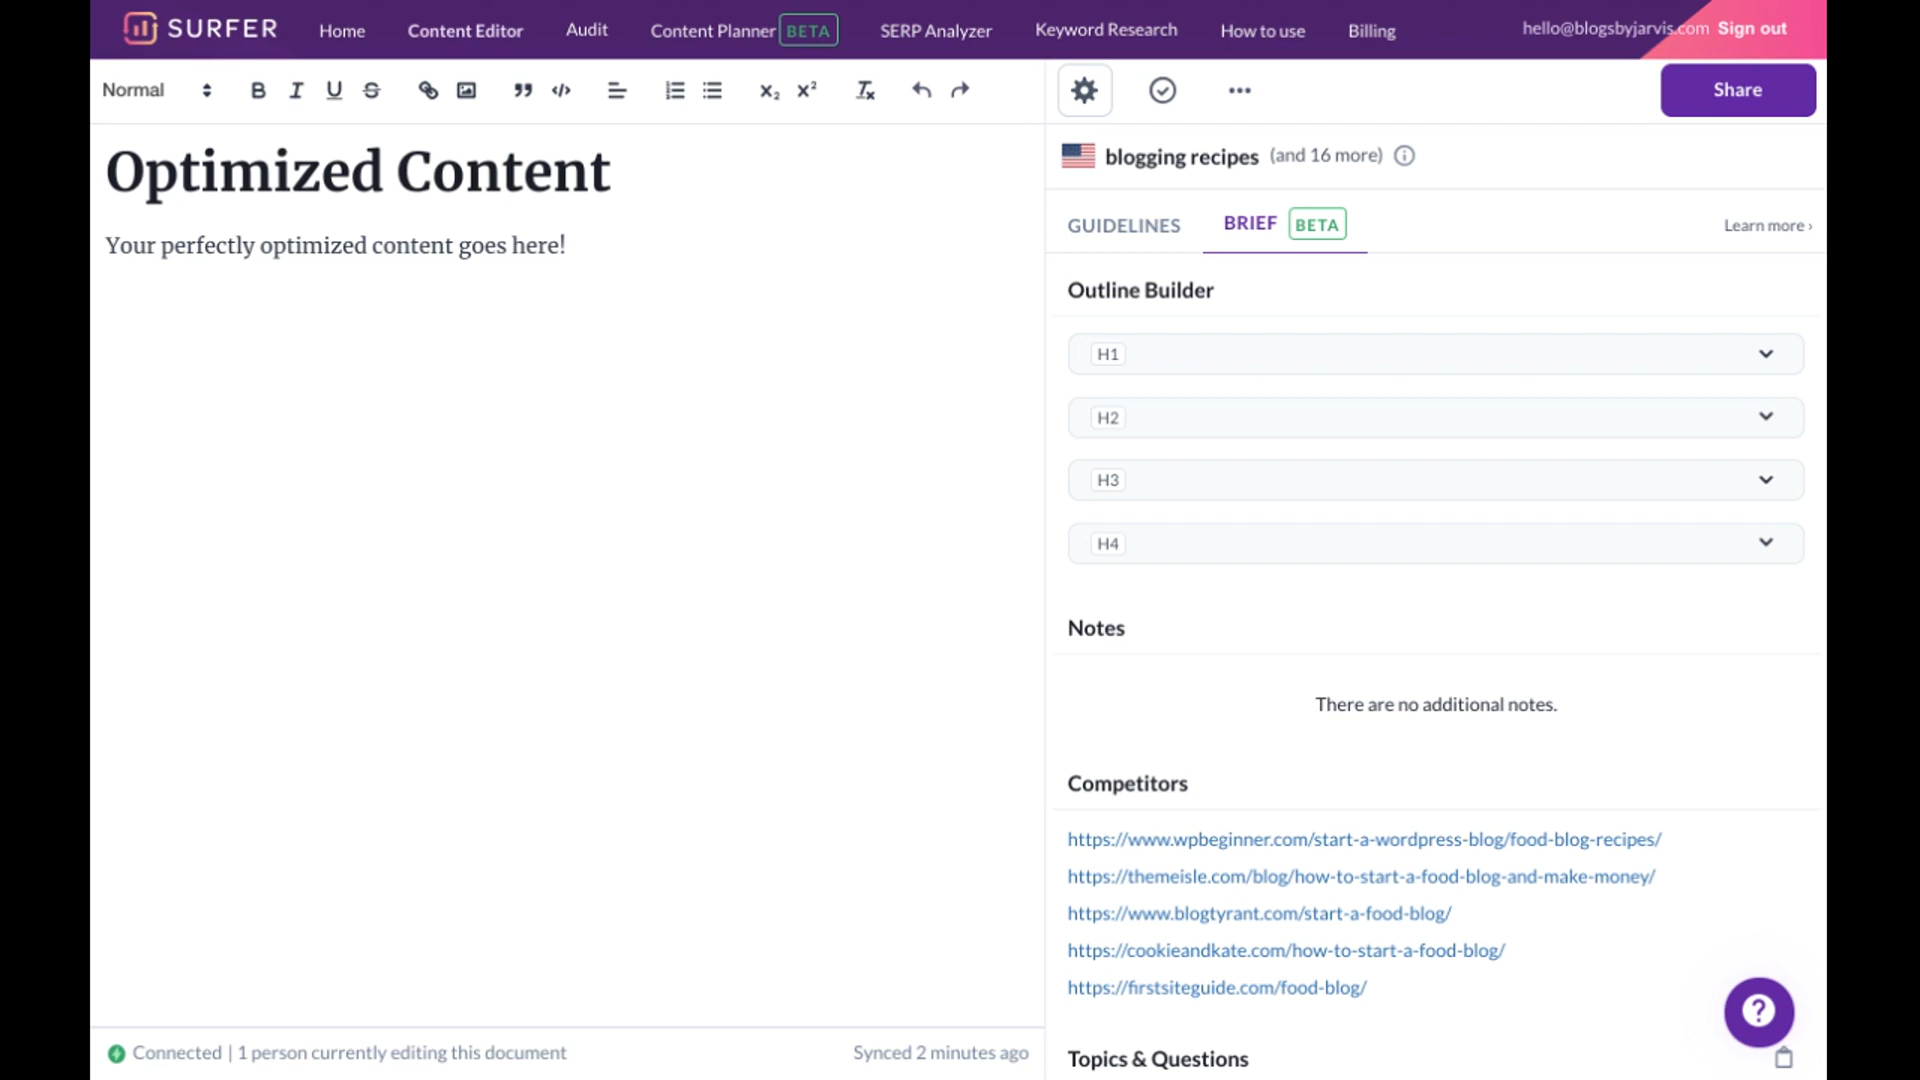 SURFER Home Content Editor Audit Content Planner BETA SERP Analyzer Keyword Research How to use Billing hello@blogsbyjarvis.com Sign out
Normal B I U S ” </> X₂ X² Tx Share
Optimized Content
Your perfectly optimized content goes here!
Connected | 1 person currently editing this document Synced 2 minutes ago
blogging recipes (and 16 more)
GUIDELINES BRIEF BETA Learn more ›
Outline Builder
H1
H2
H3
H4
Notes
There are no additional notes.
Competitors
https://www.wpbeginner.com/start-a-wordpress-blog/food-blog-recipes/
https://themeisle.com/blog/how-to-start-a-food-blog-and-make-money/
https://www.blogtyrant.com/start-a-food-blog/
https://cookieandkate.com/how-to-start-a-food-blog/
https://firstsiteguide.com/food-blog/
Topics & Questions